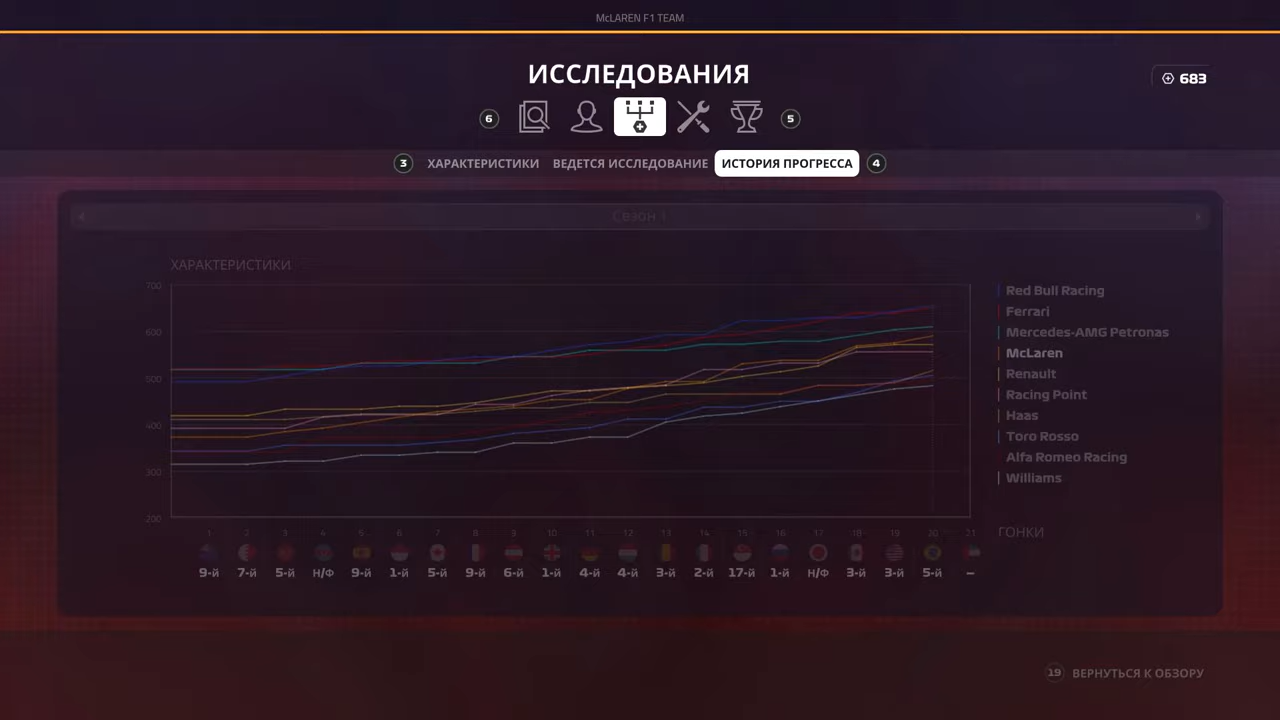 McLAREN F1 TEAM
ИССЛЕДОВАНИЯ
683
6 5
3 ХАРАКТЕРИСТИКИ ВЕДЕТСЯ ИССЛЕДОВАНИЕ ИСТОРИЯ ПРОГРЕССА 4
Сезон 1
ХАРАКТЕРИСТИКИ
700
600
500
400
300
200
Red Bull Racing
Ferrari
Mercedes-AMG Petronas
McLaren
Renault
Racing Point
Haas
Toro Rosso
Alfa Romeo Racing
Williams
1 2 3 4 5 6 7 8 9 10 11 12 13 14 15 16 17 18 19 20 21
ГОНКИ
9-й 7-й 5-й Н/Ф 9-й 1-й 5-й 9-й 6-й 1-й 4-й 4-й 3-й 2-й 17-й 1-й Н/Ф 3-й 3-й 5-й –
19 ВЕРНУТЬСЯ К ОБЗОРУ